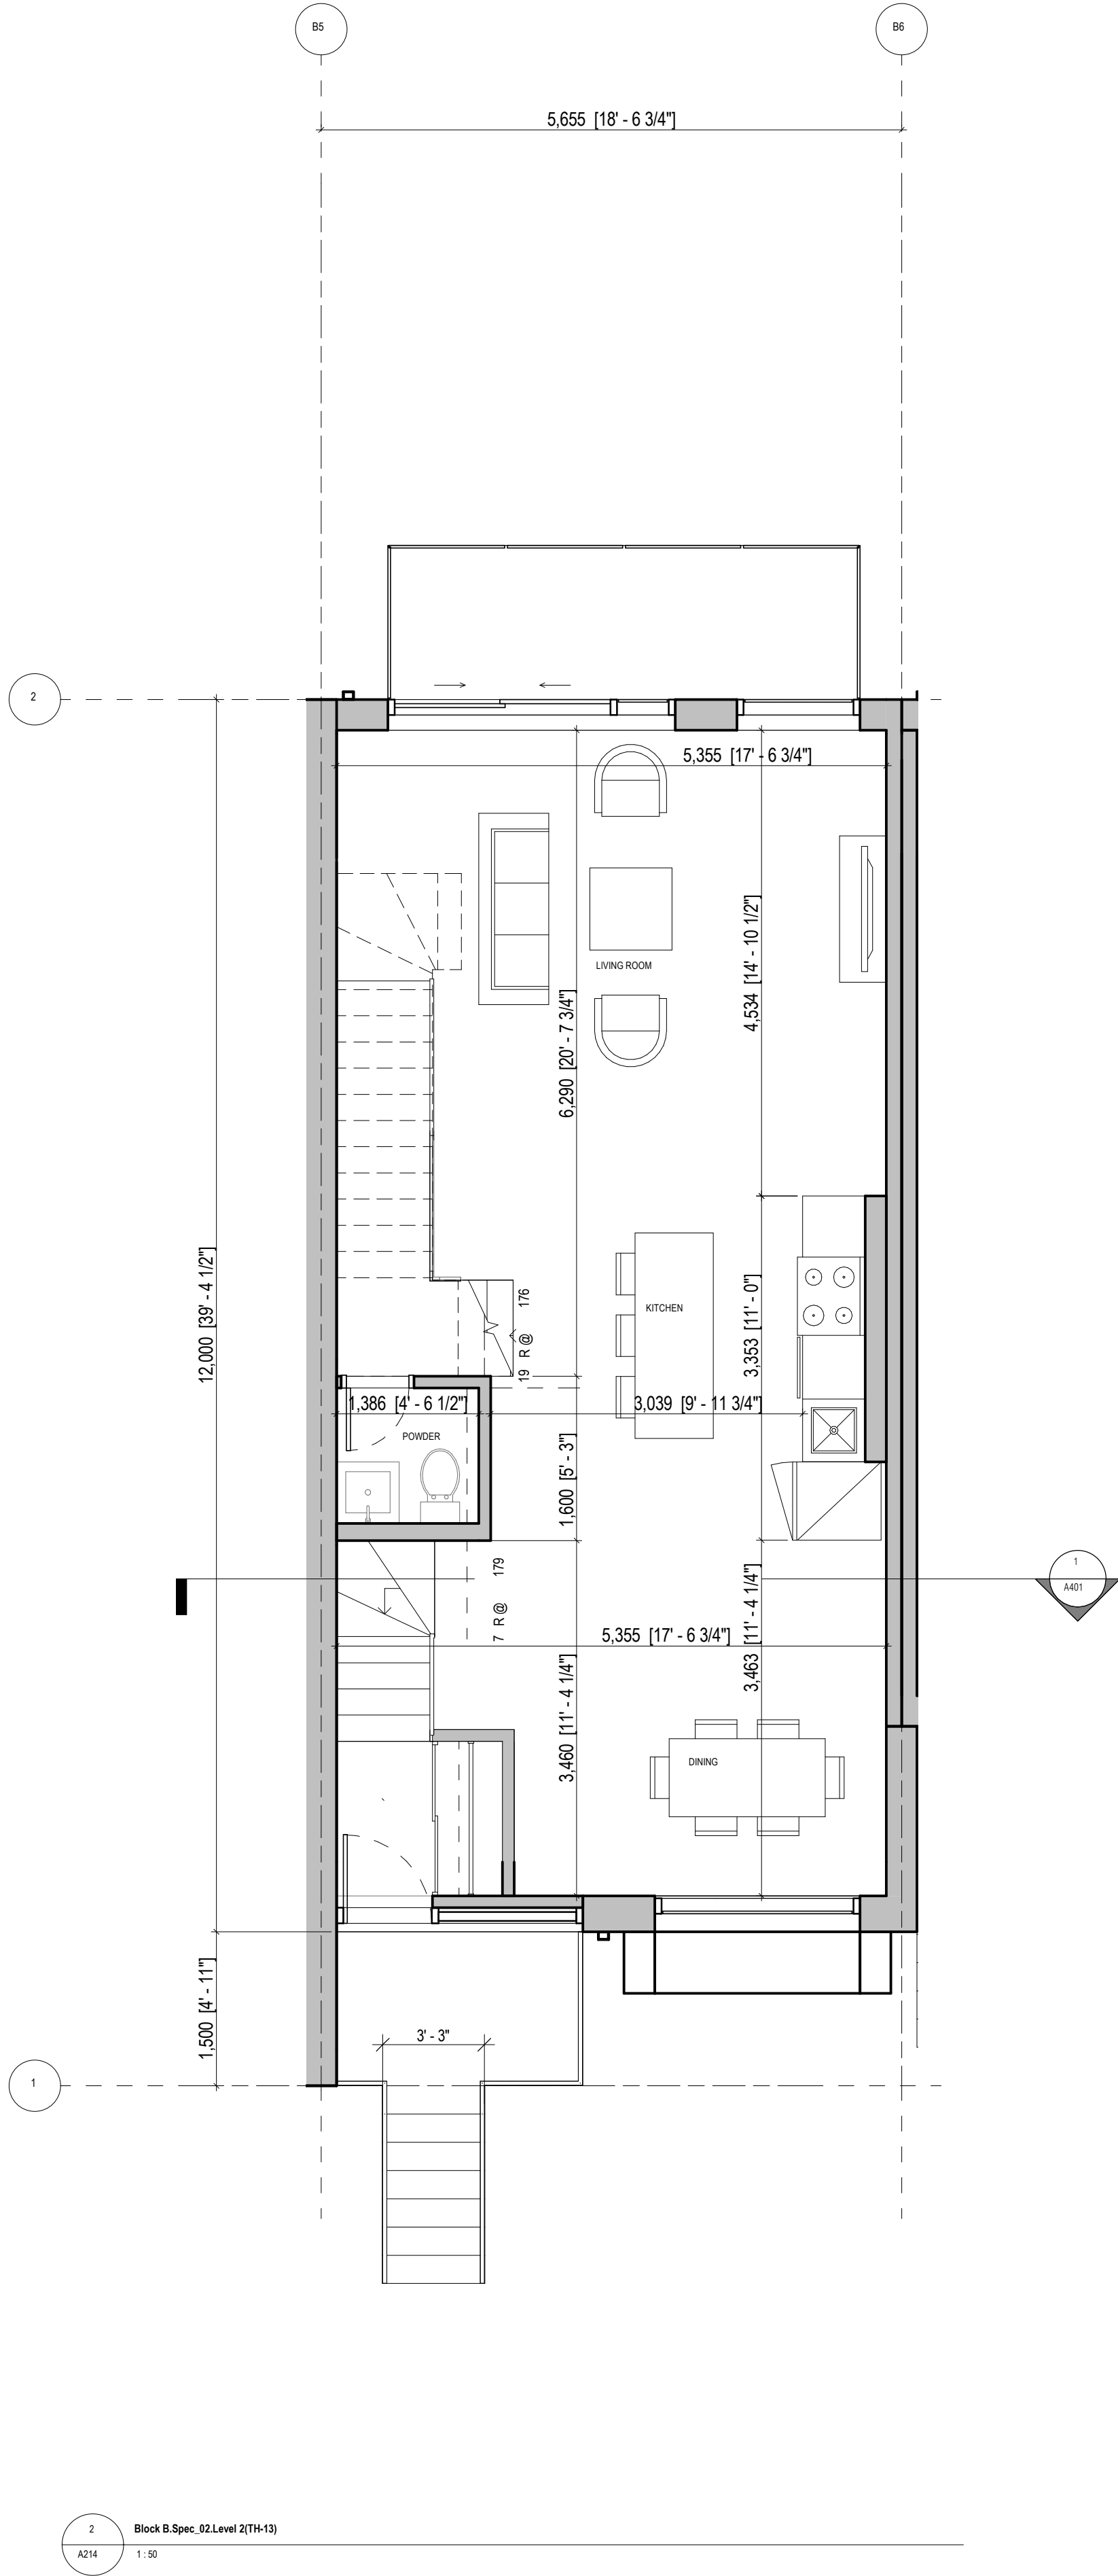 B5
B6
5,655 [18' - 6 3/4"]
2
5,355 [17' - 6 3/4"]
4,534 [14' - 10 1/2"]
LIVING ROOM
6,290 [20' - 7 3/4"]
12,000 [39' - 4 1/2"]
19 R @ 176
KITCHEN
3,353 [11' - 0"]
1,386 [4' - 6 1/2"]
3,039 [9' - 11 3/4"]
POWDER
1,600 [5' - 3"]
7 R @ 179
1
A401
5,355 [17' - 6 3/4"]
3,463 [11' - 4 1/4"]
3,460 [11' - 4 1/4"]
DINING
1,500 [4' - 11"]
3' - 3"
1
2
Block B.Spec_02.Level 2(TH-13)
A214
1 : 50